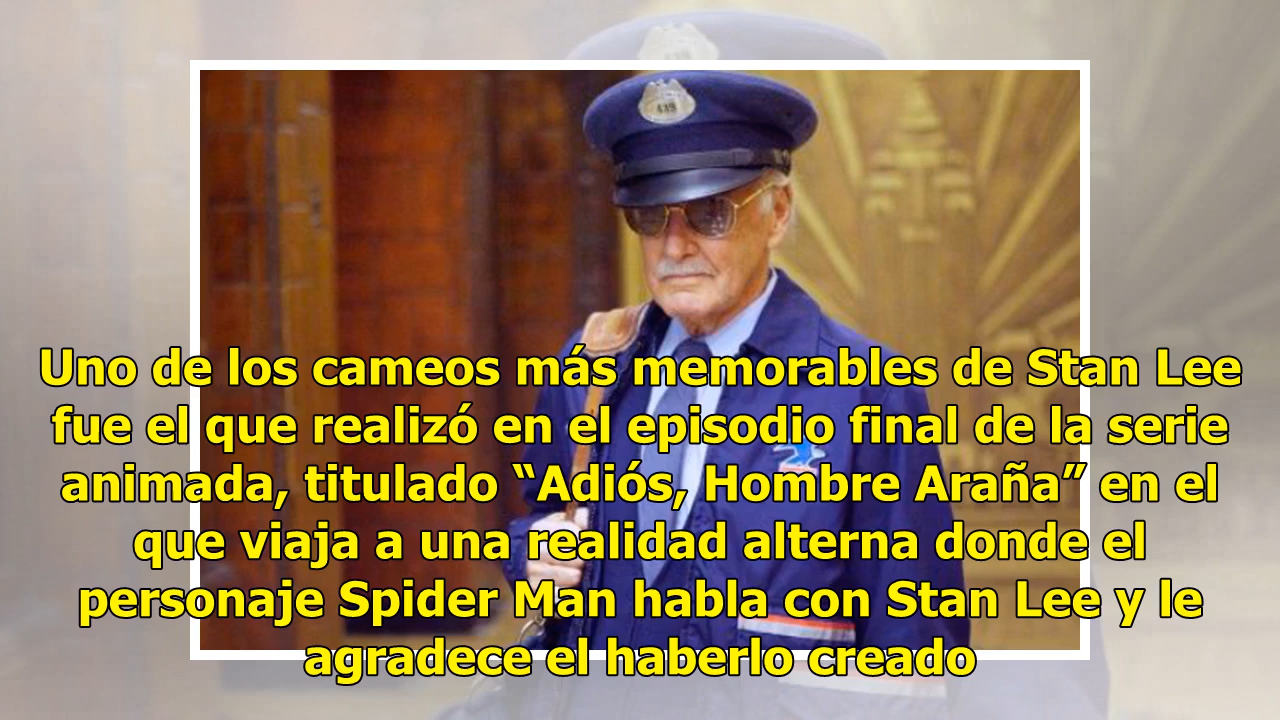 Uno de los cameos más memorables de Stan Lee
fue el que realizó en el episodio final de la serie
animada, titulado “Adiós, Hombre Araña” en el
que viaja a una realidad alterna donde el
personaje Spider Man habla con Stan Lee y le
agradece el haberlo creado